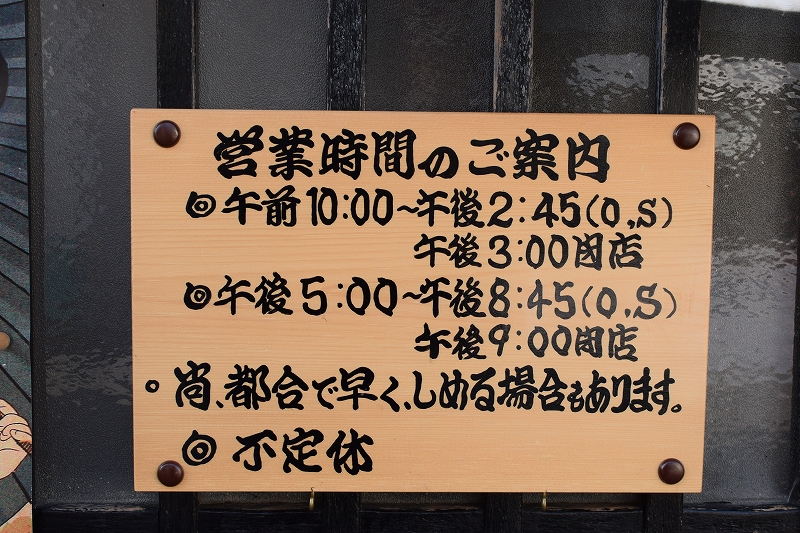 営業時間のご案内
◎午前10:00～午後2:45(O,S)
午後3:00閉店
◎午後5:00～午後8:45(O,S)
午後9:00閉店
。尚、都合で早く、しめる場合もあります。
◎不定休